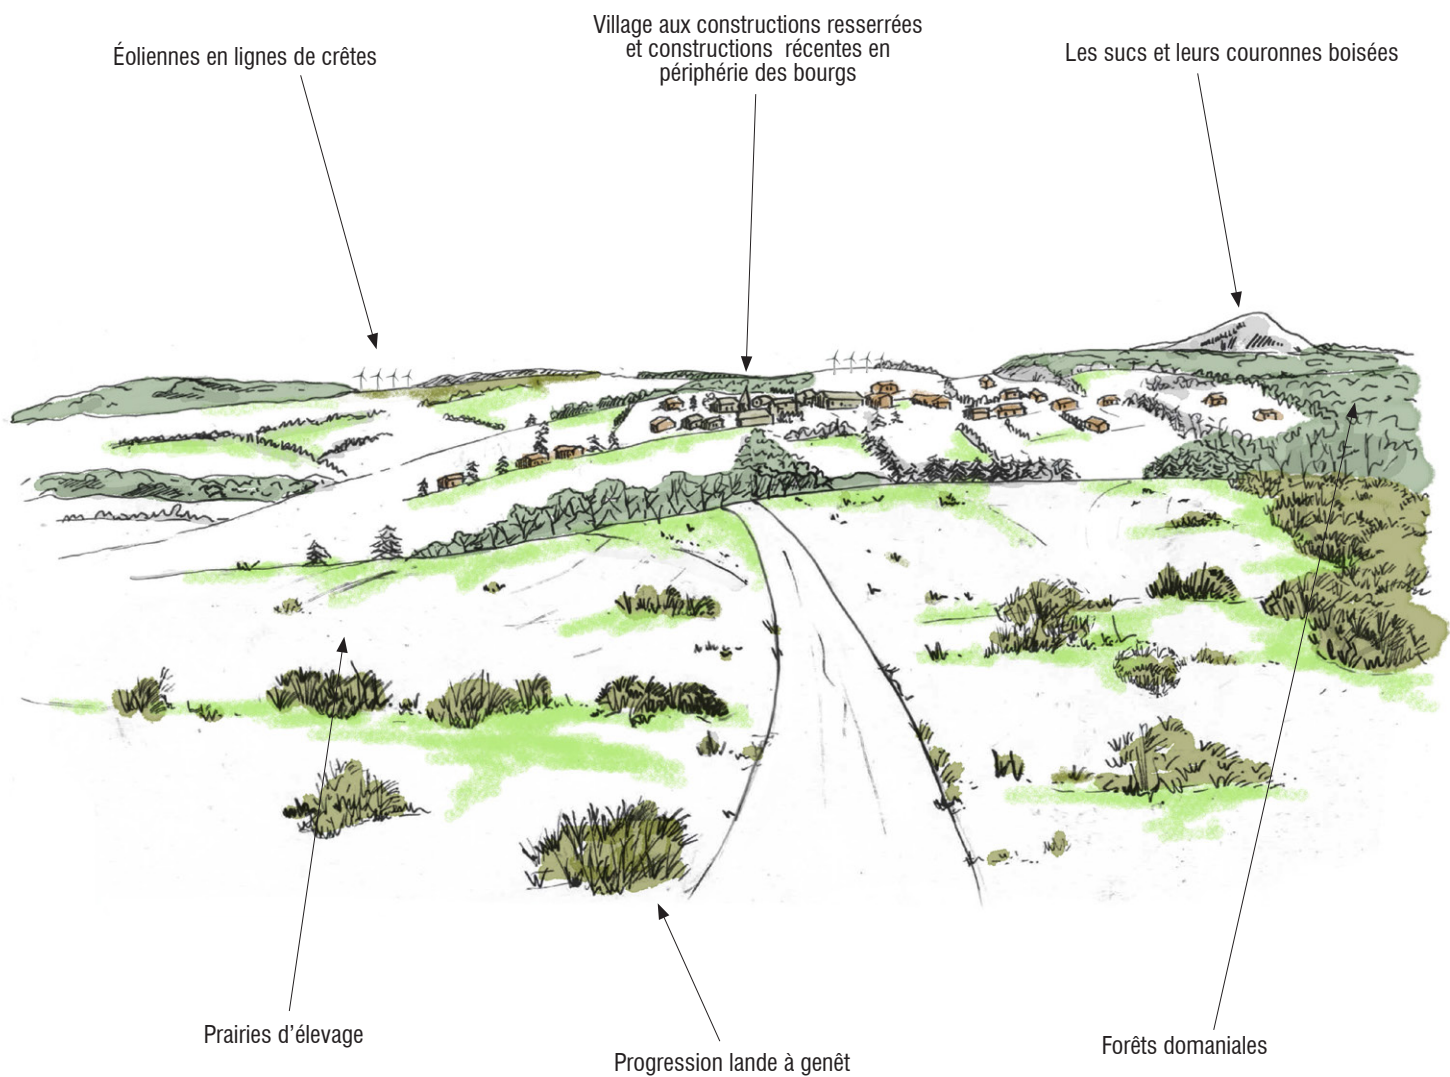 Éoliennes en lignes de crêtes
Village aux constructions resserrées
et constructions récentes en
périphérie des bourgs
Les sucs et leurs couronnes boisées
Prairies d'élevage
Progression lande à genêt
Forêts domaniales